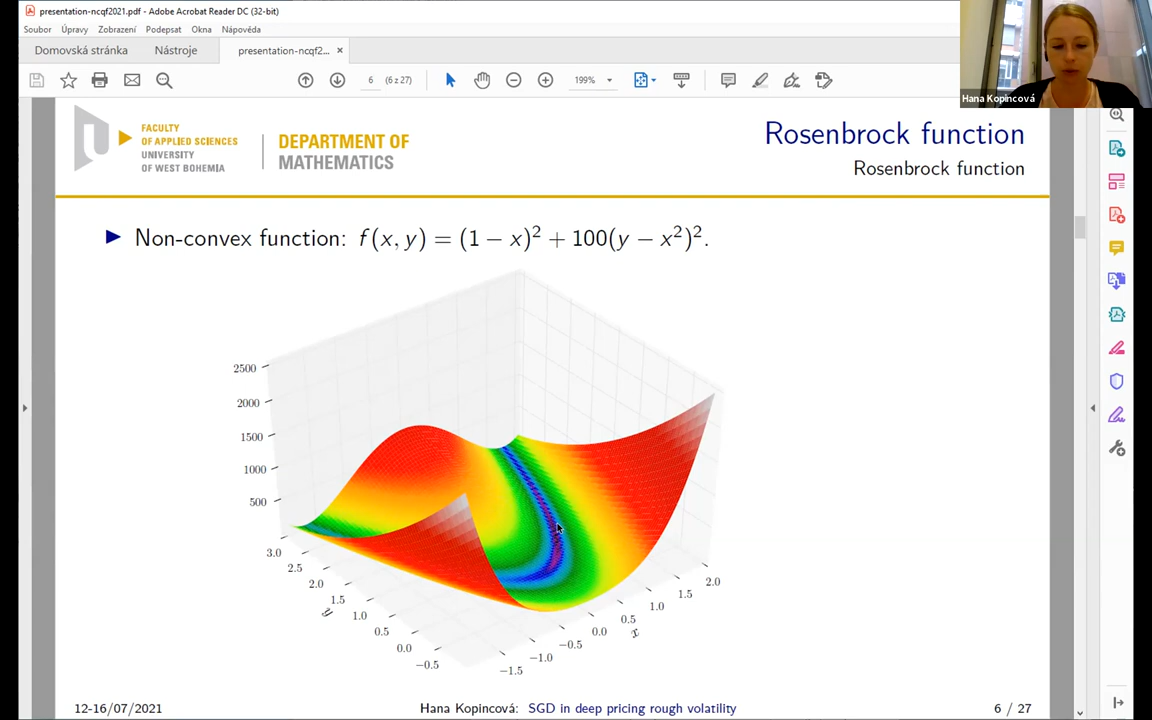 presentation-ncqf2021.pdf - Adobe Acrobat Reader DC (32-bit)
Soubor Úpravy Zobrazení Podepsat Okna Nápověda
Domovská stránka Nástroje presentation-ncqf2... ×
6 (6 z 27) 199%
Hana Kopincová
FACULTY
OF APPLIED SCIENCES
UNIVERSITY
OF WEST BOHEMIA
DEPARTMENT OF
MATHEMATICS
Rosenbrock function
Rosenbrock function
Non-convex function: f(x, y) = (1 − x)² + 100(y − x²)².
2500
2000
1500
1000
500
3.0
2.5
2.0
1.5
1.0
0.5
0.0
−0.5
y
−1.5
−1.0
−0.5
0.0
0.5
1.0
1.5
2.0
x
12-16/07/2021 Hana Kopincová: SGD in deep pricing rough volatility 6 / 27